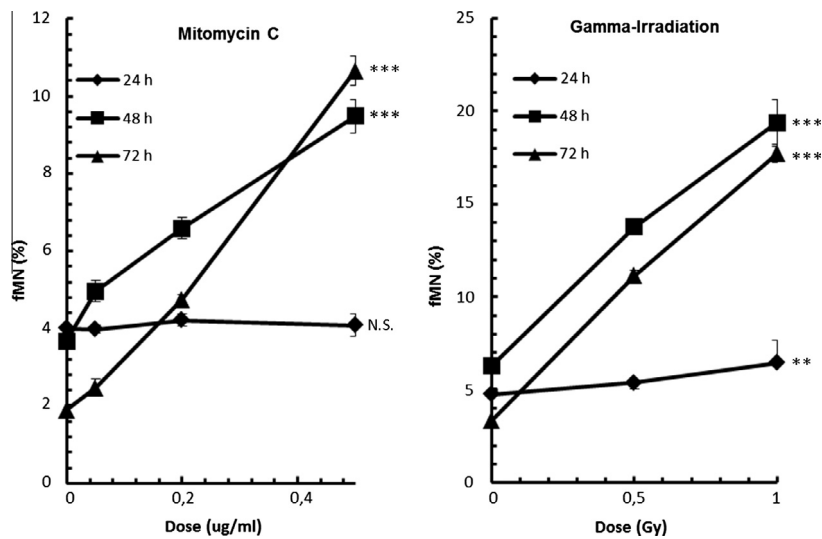 Mitomycin C
24 h
48 h
72 h
***
***
N.S.
fMN (%)
12
10
8
6
4
2
0
0
0,2
0,4
Dose (ug/ml)
Gamma-Irradiation
24 h
48 h
72 h
***
***
**
fMN (%)
25
20
15
10
5
0
0
0,5
1
Dose (Gy)